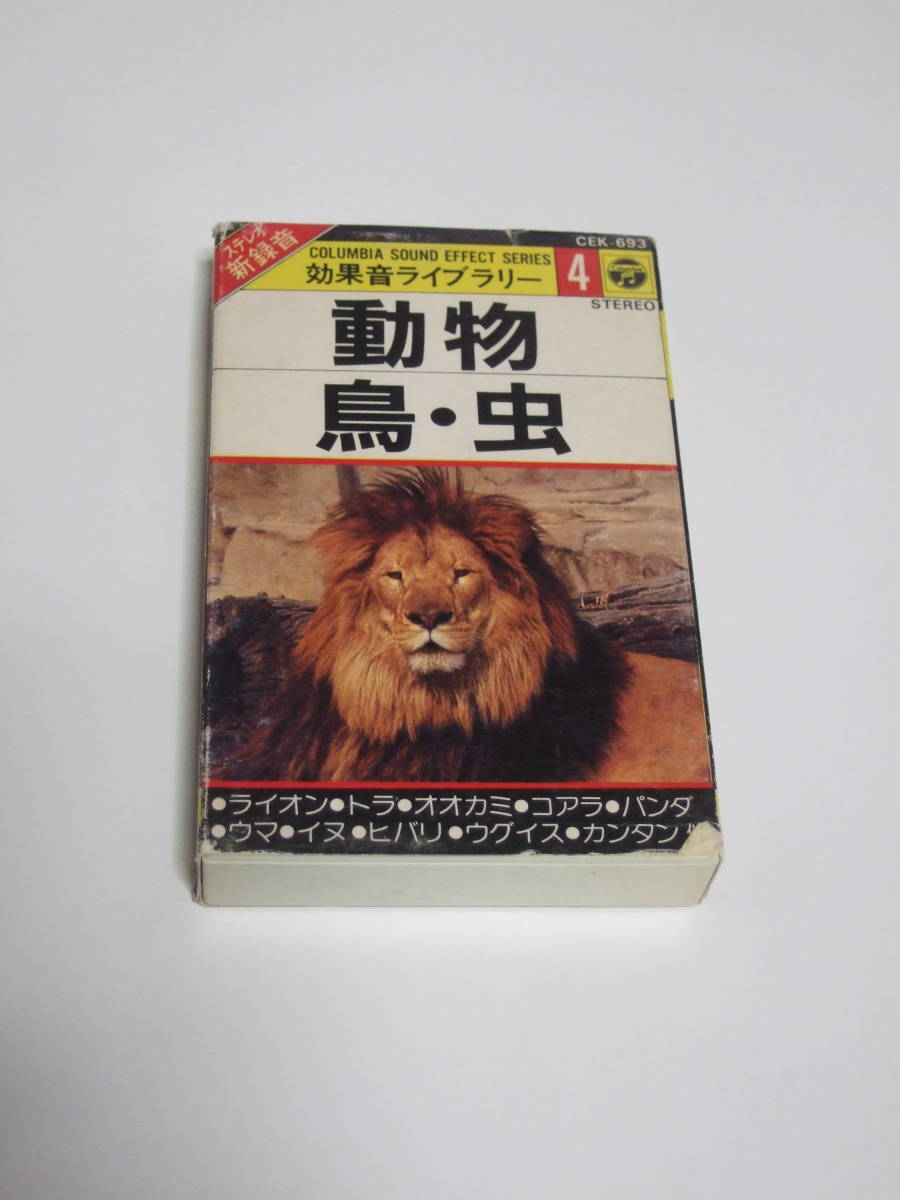 ステレオ
新録音
COLUMBIA SOUND EFFECT SERIES
効果音ライブラリー
4
CEK-693
Columbia
STEREO
動物
鳥・虫
●ライオン●トラ●オオカミ●コアラ●パンダ
●ウマ●イヌ●ヒバリ●ウグイス●カンタン